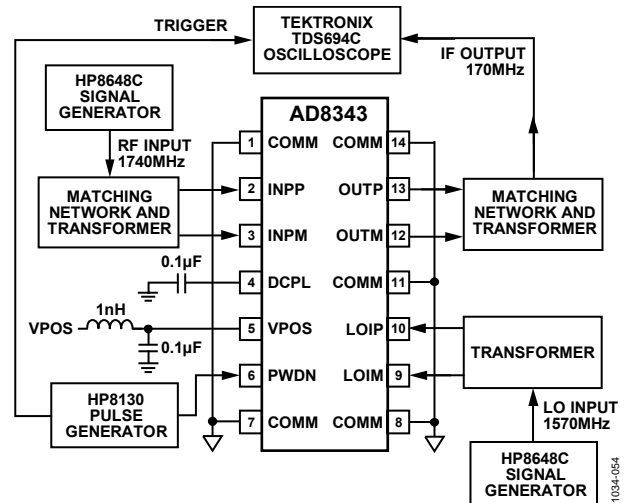 TRIGGER
TEKTRONIX
TDS694C
OSCILLOSCOPE
IF OUTPUT
170MHz
HP8648C
SIGNAL
GENERATOR
RF INPUT
1740MHz
MATCHING
NETWORK AND
TRANSFORMER
AD8343
1 COMM COMM 14
2 INPP OUTP 13
3 INPM OUTM 12
4 DCPL COMM 11
5 VPOS LOIP 10
6 PWDN LOIM 9
7 COMM COMM 8
0.1µF
1nH
VPOS
0.1µF
HP8130
PULSE
GENERATOR
MATCHING
NETWORK AND
TRANSFORMER
TRANSFORMER
LO INPUT
1570MHz
HP8648C
SIGNAL
GENERATOR
1034-054